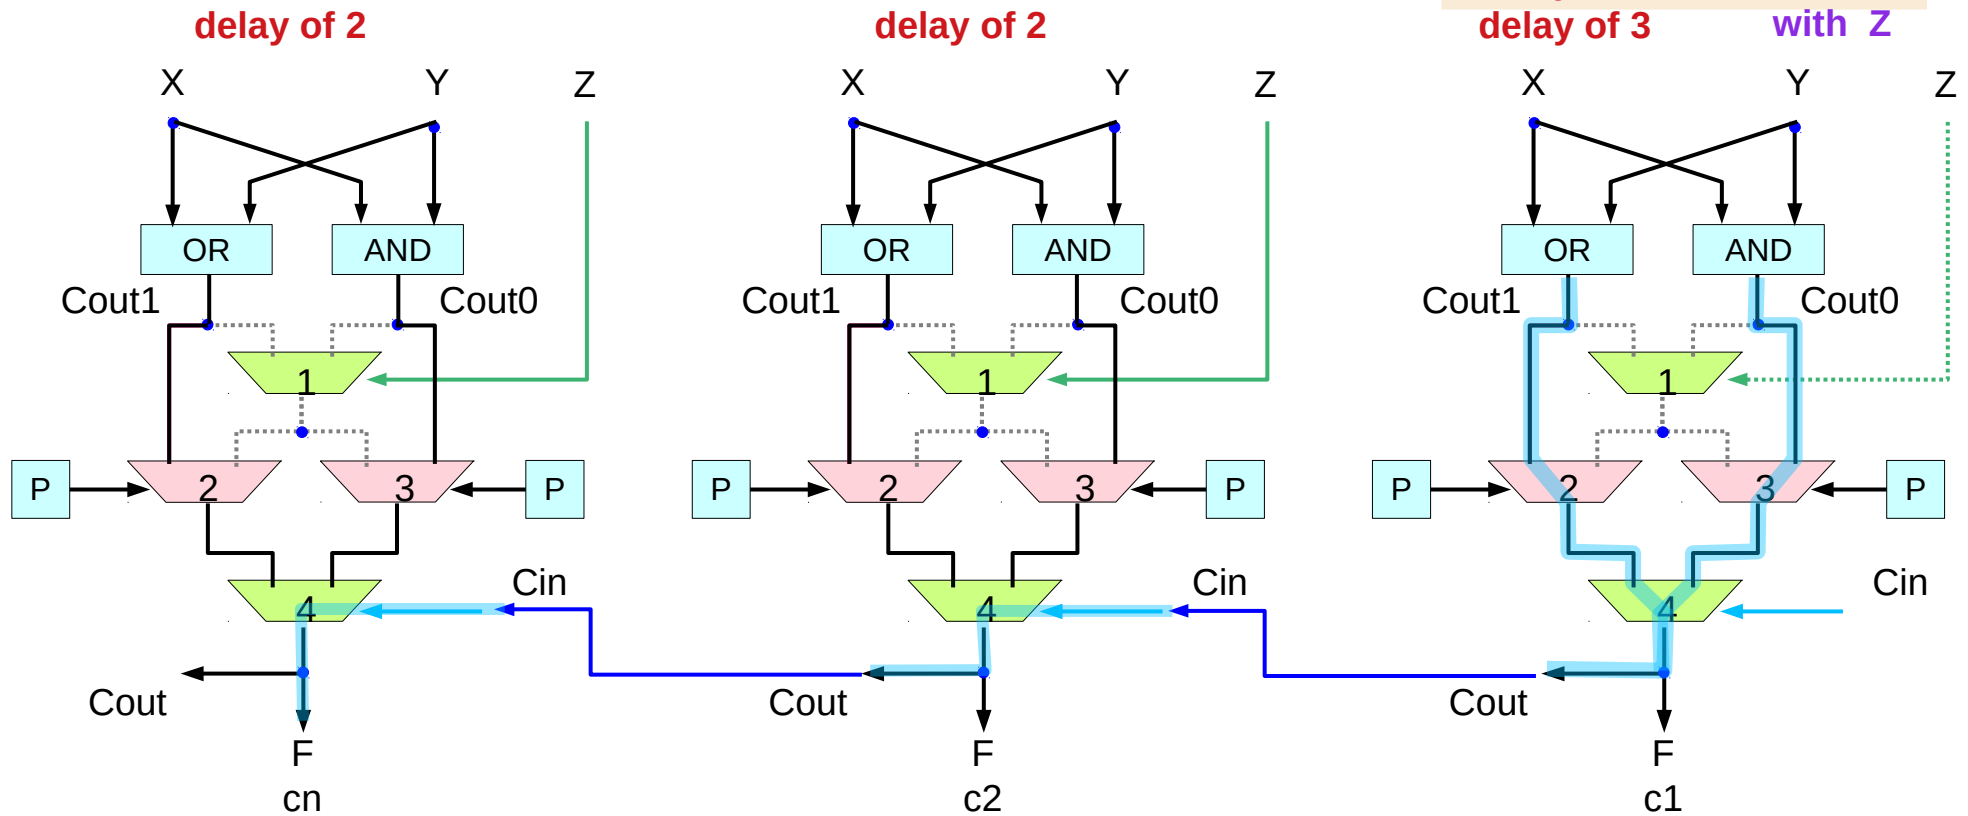 delay of 2 delay of 2 delay of 3 with Z
X Y Z X Y Z X Y Z
OR AND OR AND OR AND
Cout1 Cout0 Cout1 Cout0 Cout1 Cout0
1 1 1
P 2 3 P P 2 3 P P 2 3 P
Cin Cin Cin
4 4 4
Cout Cout Cout
F F F
cn c2 c1